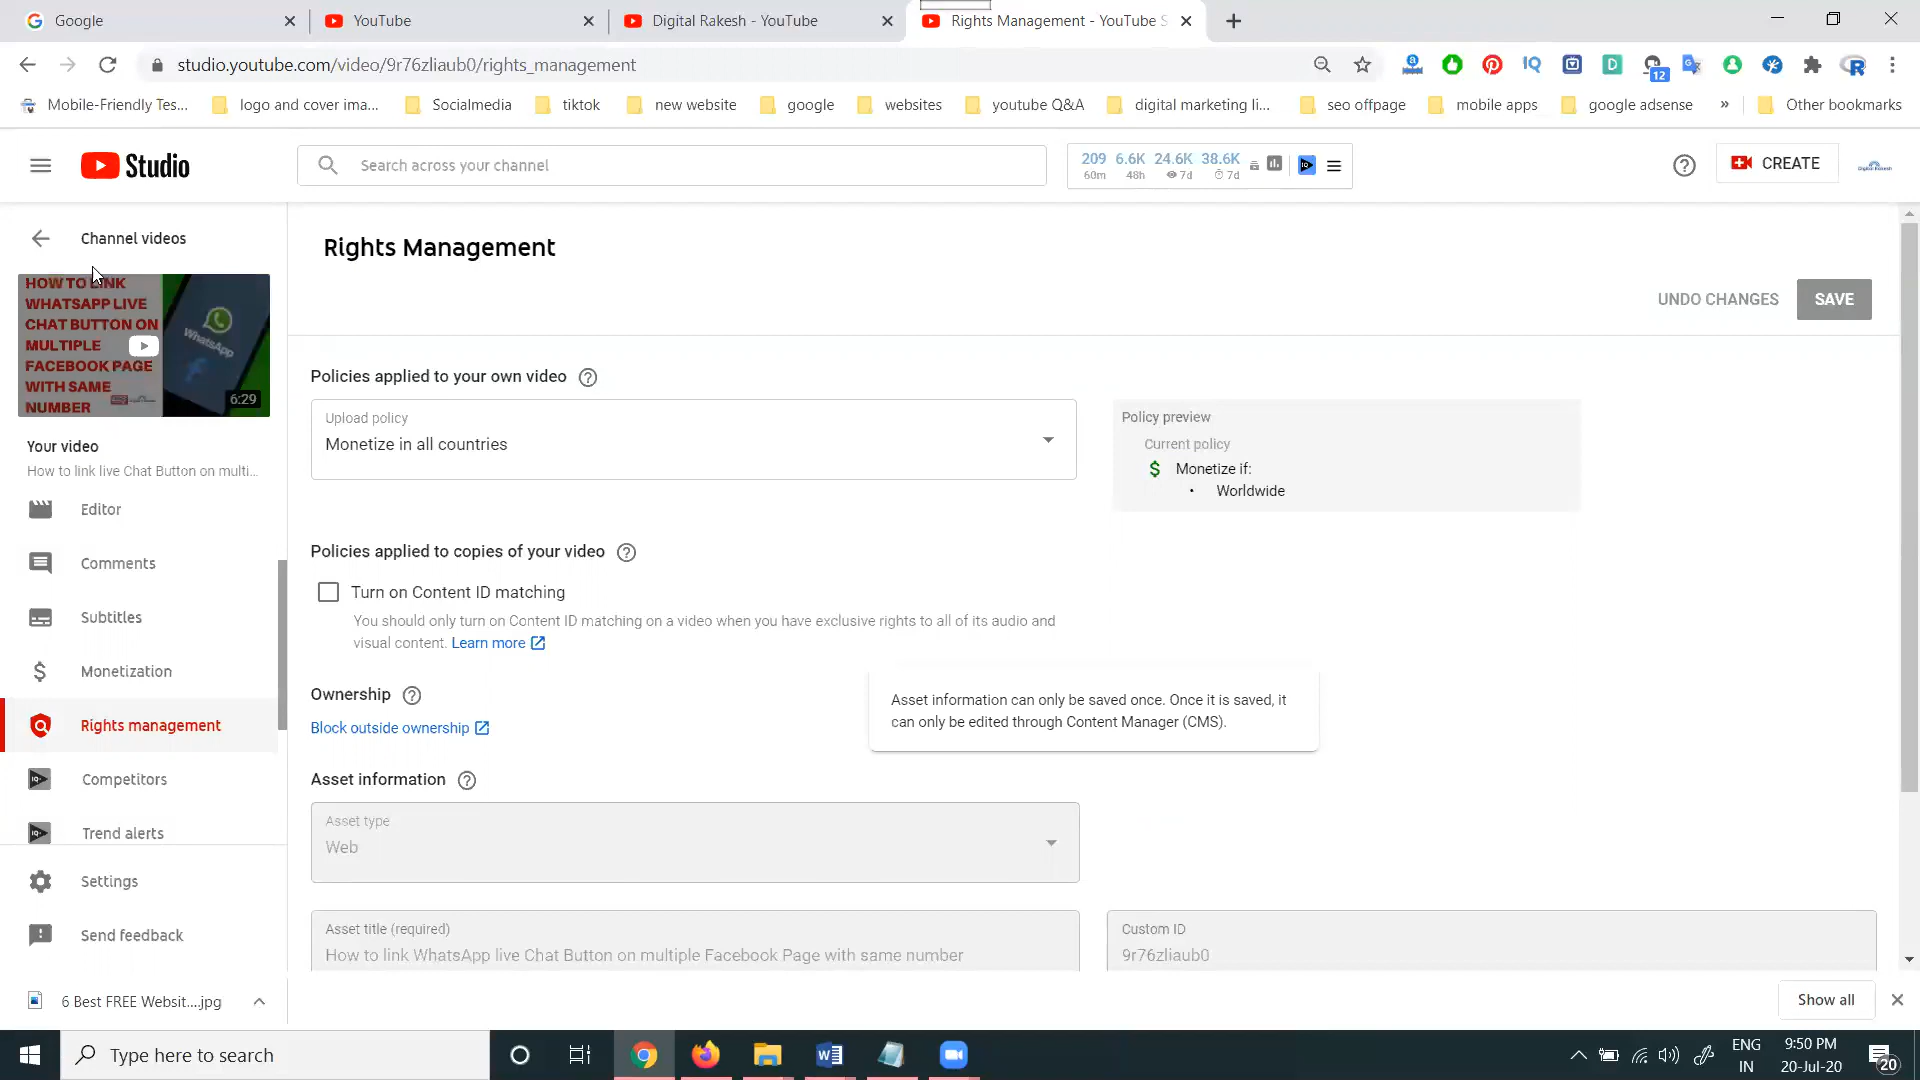 Google
YouTube
Digital Rakesh - YouTube
Rights Management - YouTube S
studio.youtube.com/video/9r76zliaub0/rights_management
12
Mobile-Friendly Tes...
logo and cover ima...
Socialmedia
tiktok
new website
google
websites
youtube Q&A
digital marketing li...
seo offpage
mobile apps
google adsense
»
Other bookmarks
Studio
Search across your channel
209 6.6K 24.6K 38.6K
60m 48h 7d 7d
CREATE
Digital Rakesh
Channel videos
Rights Management
HOW TO LINK
WHATSAPP LIVE
CHAT BUTTON ON
MULTIPLE
FACEBOOK PAGE
WITH SAME
NUMBER
WhatsApp
6:29
UNDO CHANGES
SAVE
Policies applied to your own video
Upload policy
Monetize in all countries
Policy preview
Current policy
Monetize if:
• Worldwide
Your video
How to link live Chat Button on multi...
Editor
Comments
Subtitles
Monetization
Rights management
Competitors
Trend alerts
Settings
Send feedback
Policies applied to copies of your video
Turn on Content ID matching
You should only turn on Content ID matching on a video when you have exclusive rights to all of its audio and
visual content. Learn more
Ownership
Block outside ownership
Asset information can only be saved once. Once it is saved, it
can only be edited through Content Manager (CMS).
Asset information
Asset type
Web
Asset title (required)
How to link WhatsApp live Chat Button on multiple Facebook Page with same number
Custom ID
9r76zliaub0
6 Best FREE Websit....jpg
Show all
Type here to search
ENG
IN
9:50 PM
20-Jul-20
20